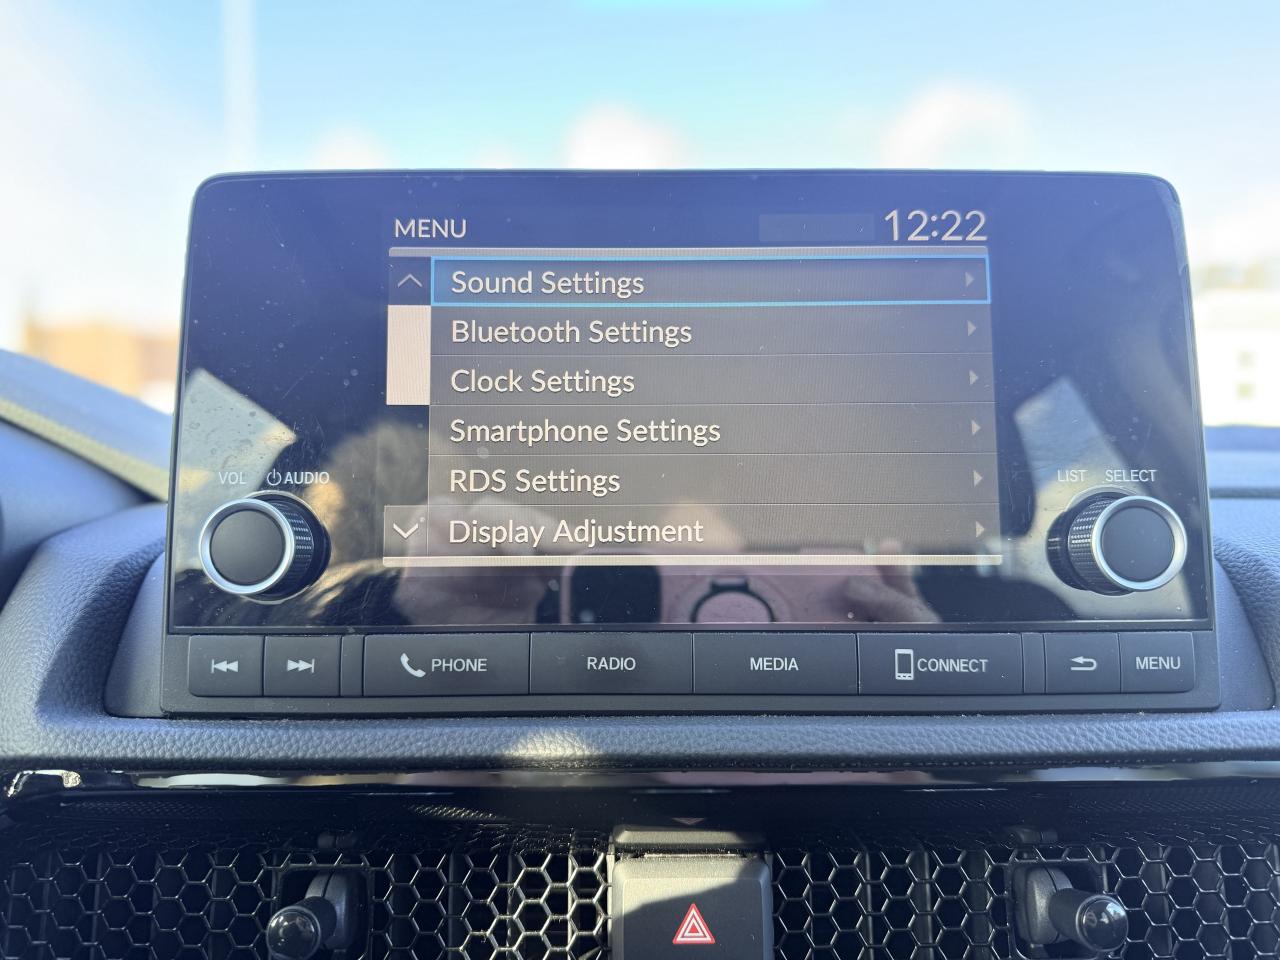 MENU 12:22
Sound Settings
Bluetooth Settings
Clock Settings
Smartphone Settings
RDS Settings
Display Adjustment
VOL AUDIO
LIST SELECT
PHONE RADIO MEDIA CONNECT MENU